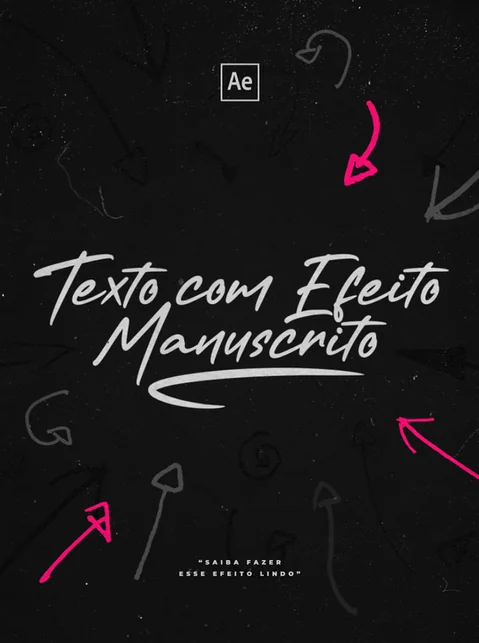 Ae
Texto com Efeito
Manuscrito
"SAIBA FAZER
ESSE EFEITO LINDO"